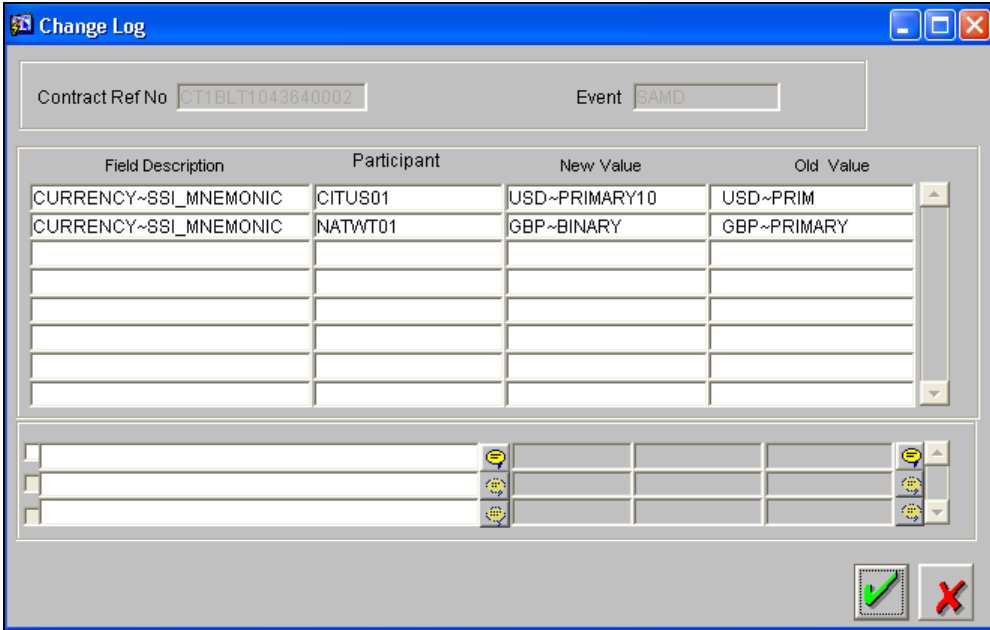 Change Log
Contract Ref No CT1BLT1043640002 Event SAMD
Field Description Participant New Value Old Value
CURRENCY~SSI_MNEMONIC CITUS01 USD~PRIMARY10 USD~PRIM
CURRENCY~SSI_MNEMONIC NATWT01 GBP~BINARY GBP~PRIMARY